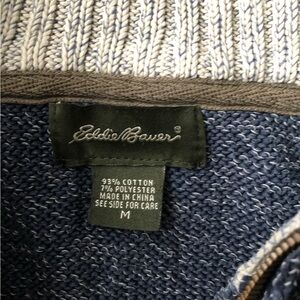 Eddie Bauer®
93% COTTON
7% POLYESTER
MADE IN CHINA
SEE SIDE FOR CARE
M